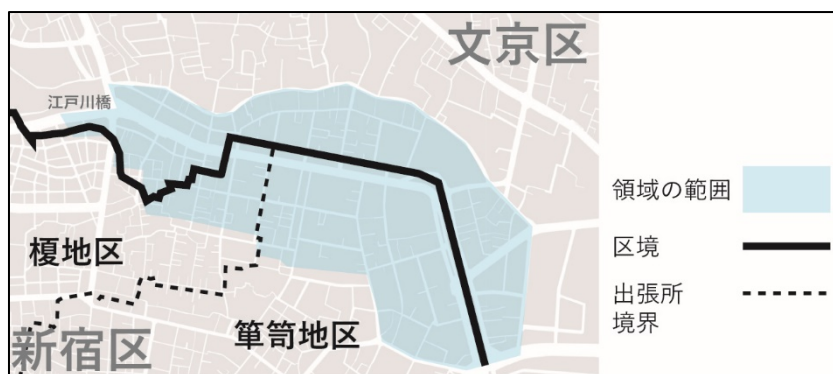 文京区
江戸川橋
榎地区
箪笥地区
新宿区
領域の範囲
区境
出張所
境界